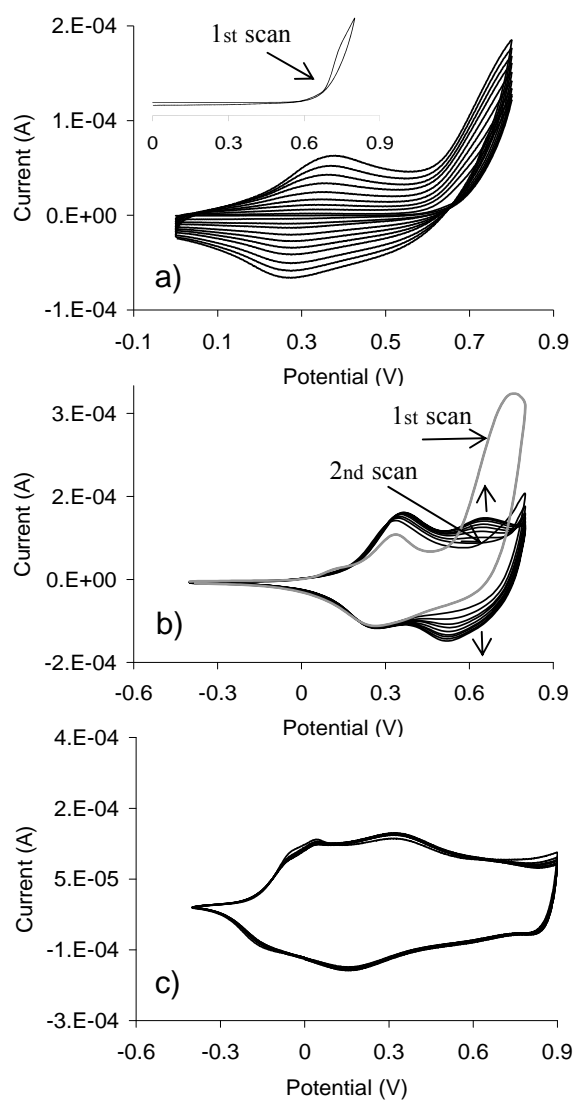 2.E-04
1st scan
1.E-04
0 0.3 0.6 0.9
Current (A)
0.E+00
a)
-1.E-04
-0.1 0.1 0.3 0.5 0.7 0.9
Potential (V)
3.E-04
1st scan
2nd scan
2.E-04
Current (A)
0.E+00
b)
-2.E-04
-0.6 -0.3 0 0.3 0.6 0.9
Potential (V)
4.E-04
2.E-04
Current (A)
5.E-05
-1.E-04
c)
-3.E-04
-0.6 -0.3 0 0.3 0.6 0.9
Potential (V)